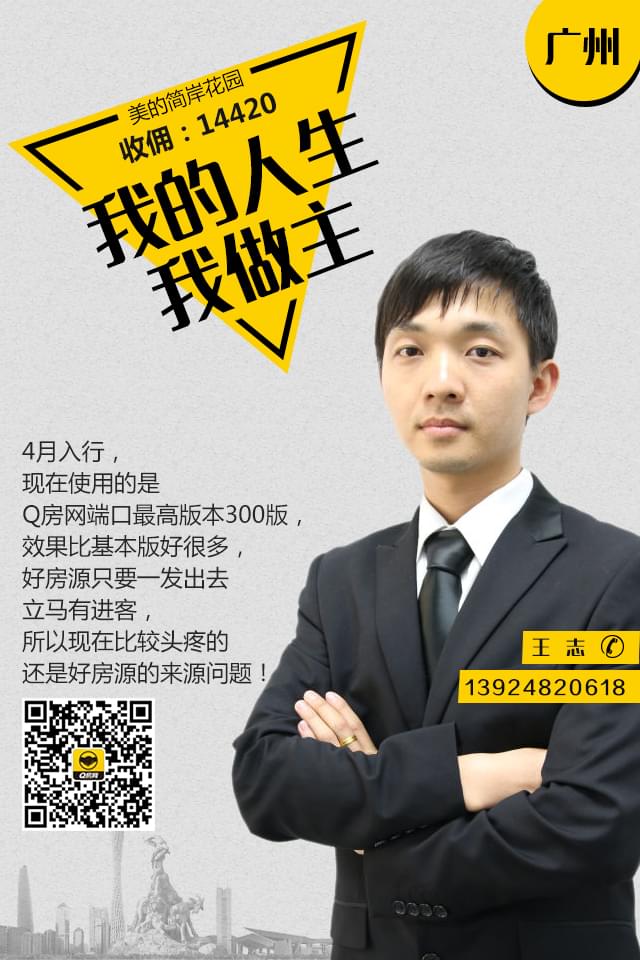 广州
美的简岸花园
收佣：14420
我的人生
我做主
4月入行，
现在使用的是
Q房网端口最高版本300版，
效果比基本版好很多，
好房源只要一发出去
立马有进客，
所以现在比较头疼的
还是好房源的来源问题！
王 志
13924820618
Q房网